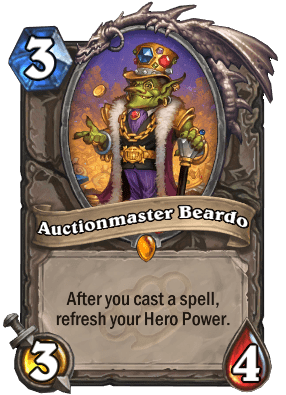 3
Auctionmaster Beardo
After you cast a spell,
refresh your Hero Power.
3
4